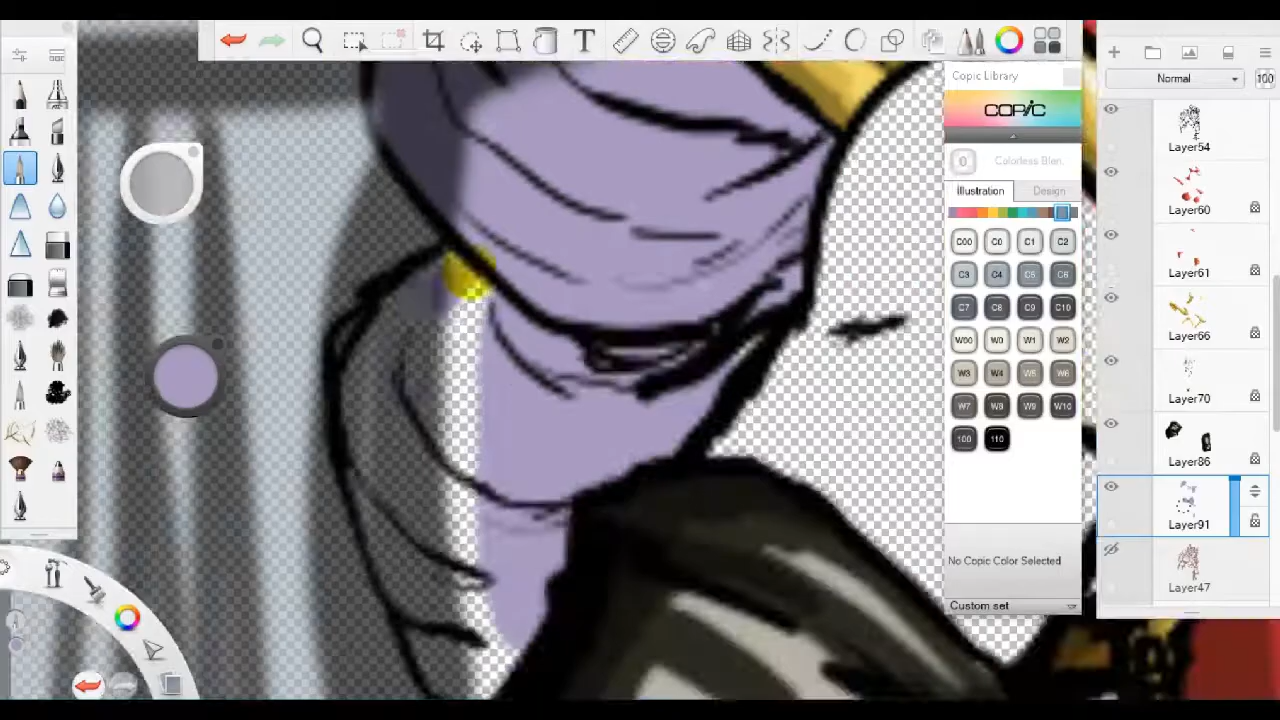 T
Copic Library
COPIC
0 Colorless Blen.
Illustration Design
C00 C0 C1 C2
C3 C4 C5 C6
C7 C8 C9 C10
W00 W0 W1 W2
W3 W4 W5 W6
W7 W8 W9 W10
100 110
No Copic Color Selected
Custom set
Normal 100
Layer54
Layer60
Layer61
Layer66
Layer70
Layer86
Layer91
Layer47